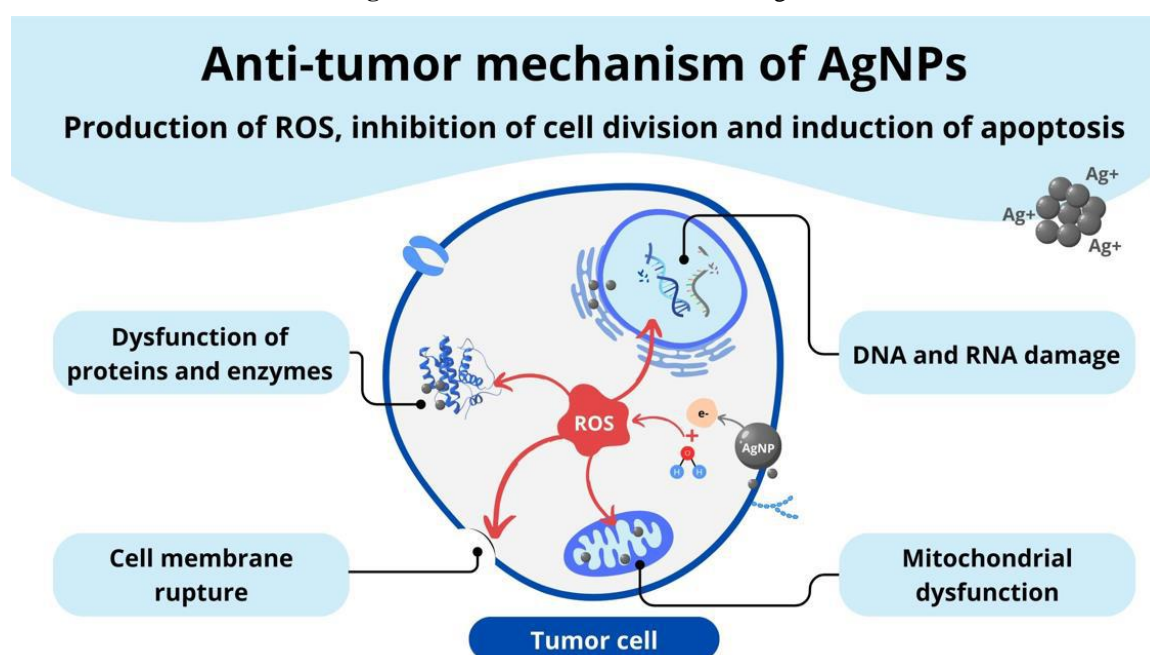 Anti-tumor mechanism of AgNPs
Production of ROS, inhibition of cell division and induction of apoptosis
Ag+
Ag+
Ag+
Dysfunction of
proteins and enzymes
DNA and RNA damage
ROS
e-
+
AgNP
O
H H
Cell membrane
rupture
Mitochondrial
dysfunction
Tumor cell